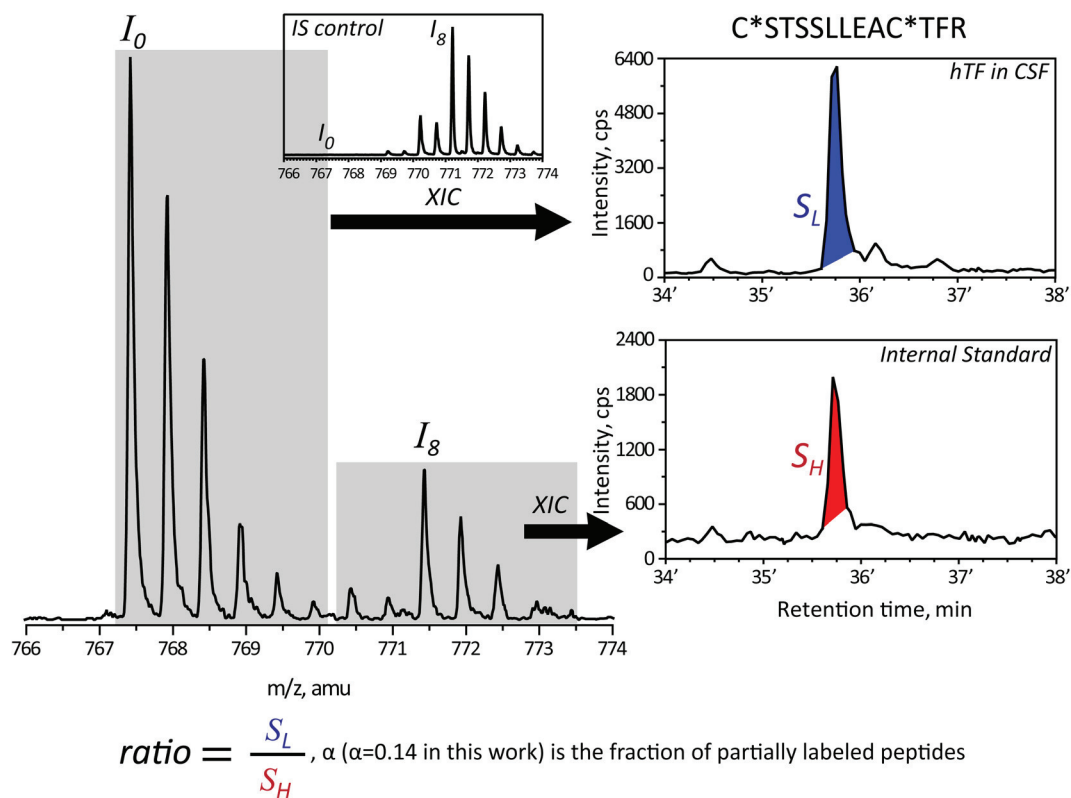 I0
IS control
I8
I0
766 767 768 769 770 771 772 773 774
XIC
I8
XIC
766 767 768 769 770 771 772 773 774
m/z, amu
C*STSSLLEAC*TFR
hTF in CSF
Intensity, cps
6400
4800
3200
1600
0
SL
34’ 35’ 36’ 37’ 38’
Internal Standard
Intensity, cps
2400
1800
1200
600
0
SH
34’ 35’ 36’ 37’ 38’
Retention time, min
ratio = SL / SH , α (α=0.14 in this work) is the fraction of partially labeled peptides